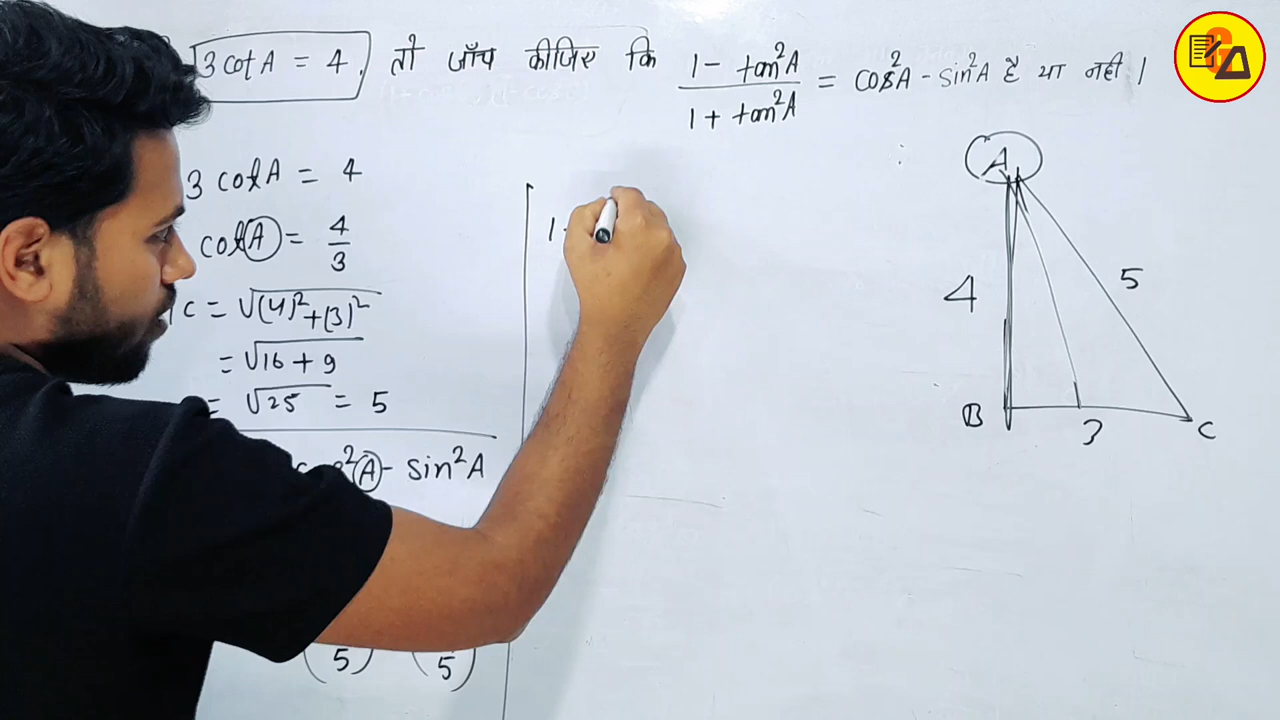 3 cot A = 4, तो जाँच कीजिए कि 1 - tan²A / 1 + tan²A = cos²A - sin²A है या नहीं।
3 cot A = 4
cot A = 4/3
C = √(4)² + (3)²
= √16 + 9
= √25 = 5
²A - sin²A
5 5
1 -
A
4
5
B
3
C